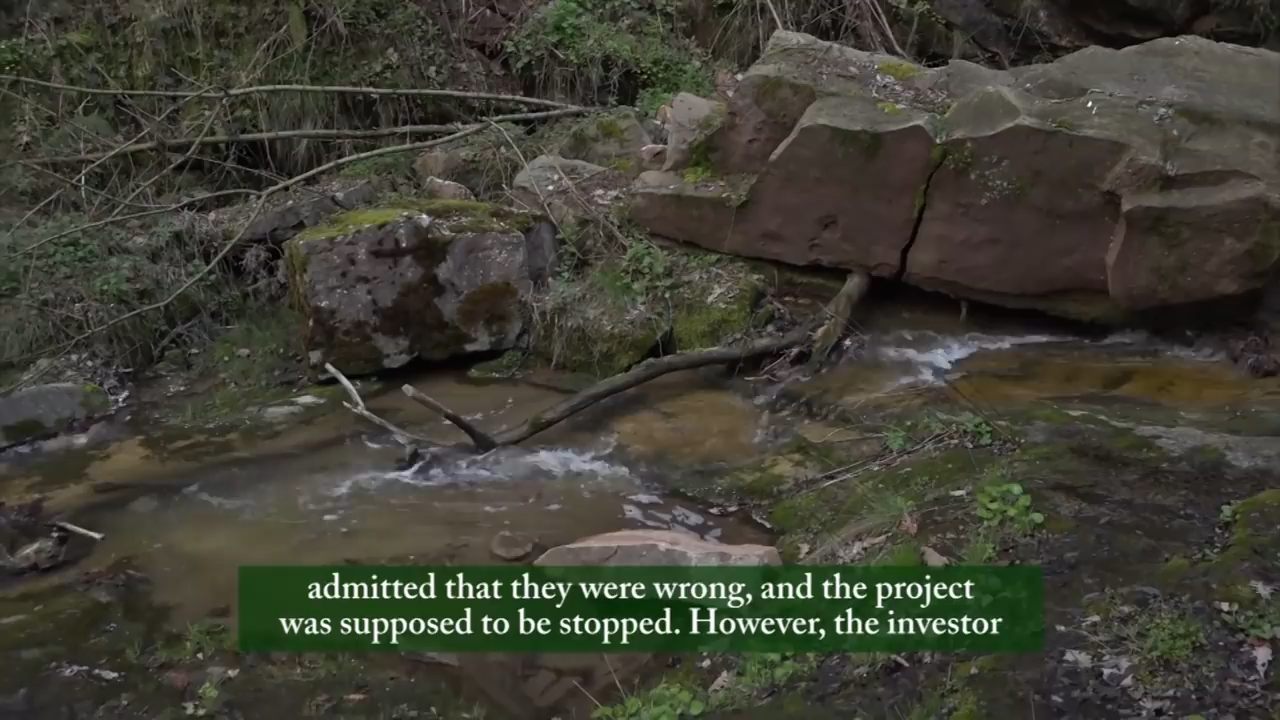 admitted that they were wrong, and the project
was supposed to be stopped. However, the investor